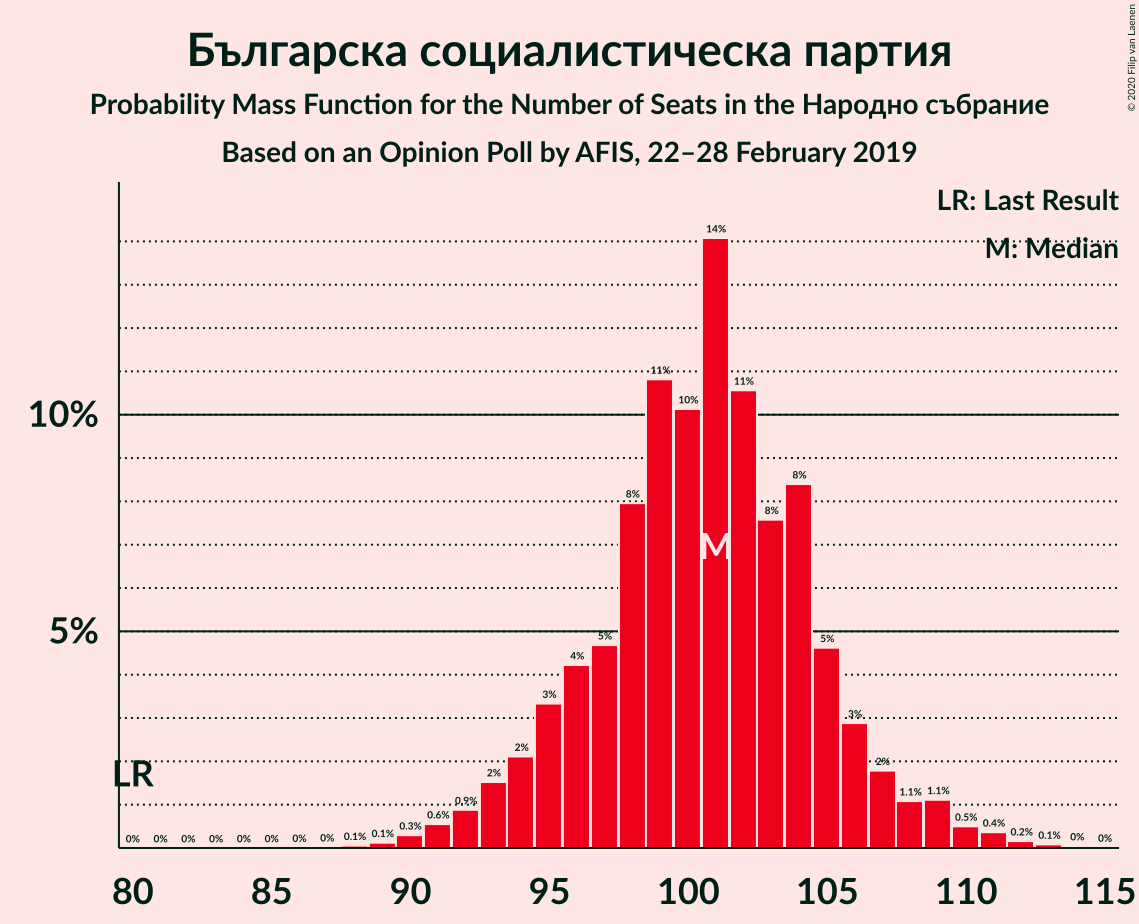 Българска социалистическа партия
Probability Mass Function for the Number of Seats in the Народно събрание
Based on an Opinion Poll by AFIS, 22–28 February 2019
© 2020 Filip van Laenen
LR: Last Result
M: Median
10%
5%
LR
M
0% 0% 0% 0% 0% 0% 0% 0% 0.1% 0.1% 0.3% 0.6% 0.9% 2% 2% 3% 4% 5% 8% 11% 10% 14% 11% 8% 8% 5% 3% 2% 1.1% 1.1% 0.5% 0.4% 0.2% 0.1% 0% 0%
80 85 90 95 100 105 110 115